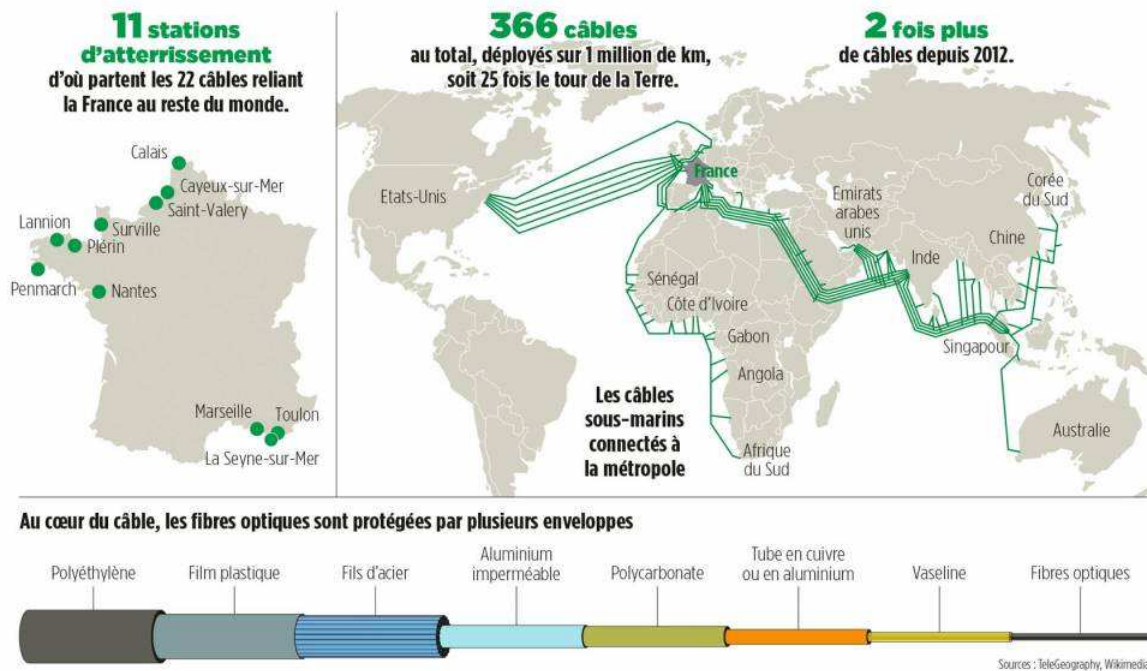 11 stations
d'atterrissement
d'où partent les 22 câbles reliant
la France au reste du monde.
Calais
Cayeux-sur-Mer
Saint-Valery
Lannion
Surville
Plérin
Penmarch
Nantes
Marseille
Toulon
La Seyne-sur-Mer
366 câbles
au total, déployés sur 1 million de km,
soit 25 fois le tour de la Terre.
2 fois plus
de câbles depuis 2012.
Etats-Unis
France
Emirats
arabes
unis
Corée
du Sud
Chine
Inde
Sénégal
Côte d'Ivoire
Gabon
Singapour
Angola
Les câbles
sous-marins
connectés à
la métropole
Afrique
du Sud
Australie
Au cœur du câble, les fibres optiques sont protégées par plusieurs enveloppes
Polyéthylène
Film plastique
Fils d'acier
Aluminium
imperméable
Polycarbonate
Tube en cuivre
ou en aluminium
Vaseline
Fibres optiques
Sources : TeleGeography, Wikimedia